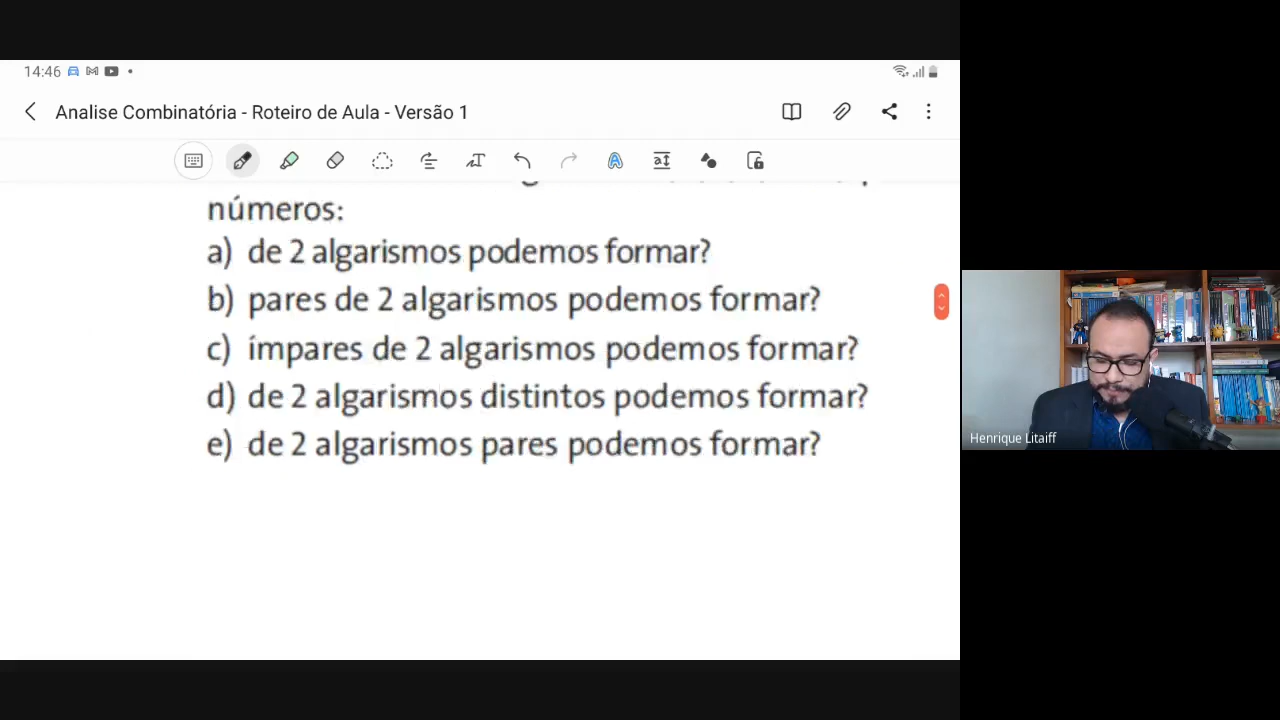 14:46
Analise Combinatória - Roteiro de Aula - Versão 1
números:
a) de 2 algarismos podemos formar?
b) pares de 2 algarismos podemos formar?
c) ímpares de 2 algarismos podemos formar?
d) de 2 algarismos distintos podemos formar?
e) de 2 algarismos pares podemos formar?
Henrique Litaiff